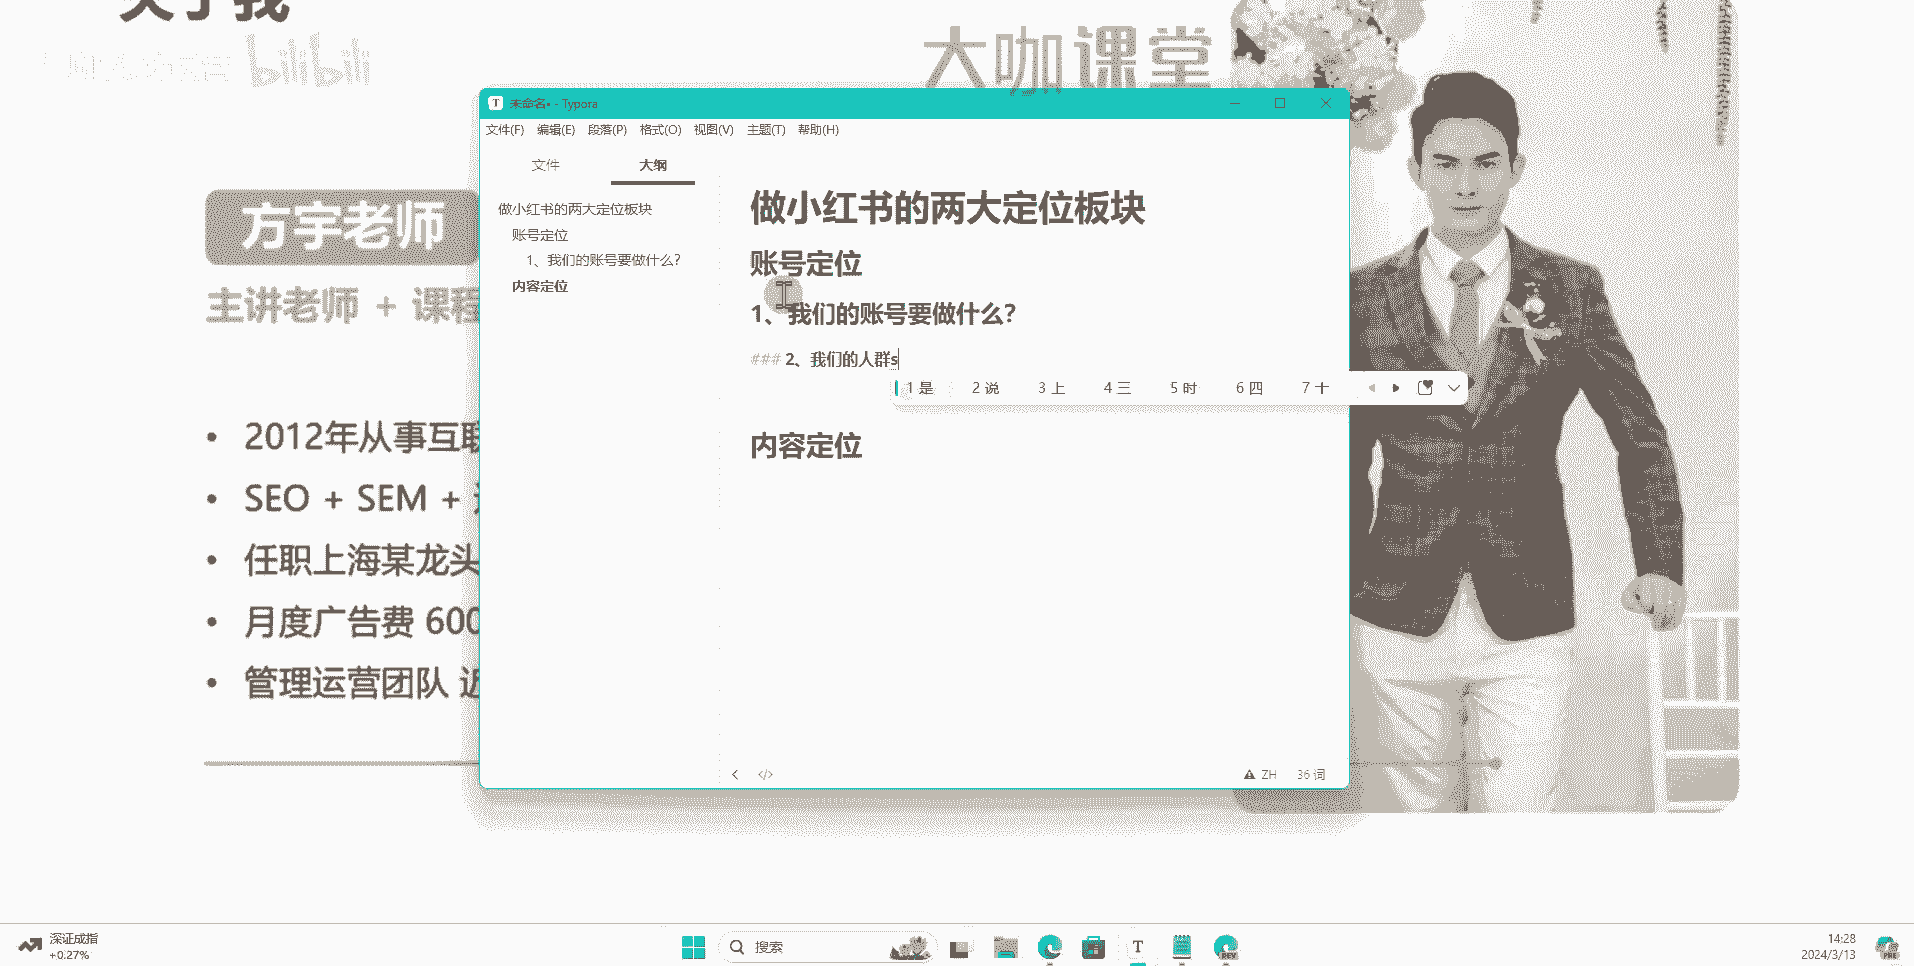 关于我
bilibili
大咖课堂
方宇老师
主讲老师 + 课程
2012年从事互联
SEO + SEM +
任职上海某龙头
月度广告费 600
管理运营团队 近
未命名• - Typora
文件(F) 编辑(E) 段落(P) 格式(O) 视图(V) 主题(T) 帮助(H)
文件 大纲
做小红书的两大定位板块
账号定位
1、我们的账号要做什么?
内容定位
做小红书的两大定位板块
账号定位
1、我们的账号要做什么?
### 2、我们的人群s
1 是 2 说 3 上 4 三 5 时 6 四 7 十
内容定位
</> ZH 36 词
深证成指
+0.27%
搜索
T
DEV
14:28
2024/3/13
PRE